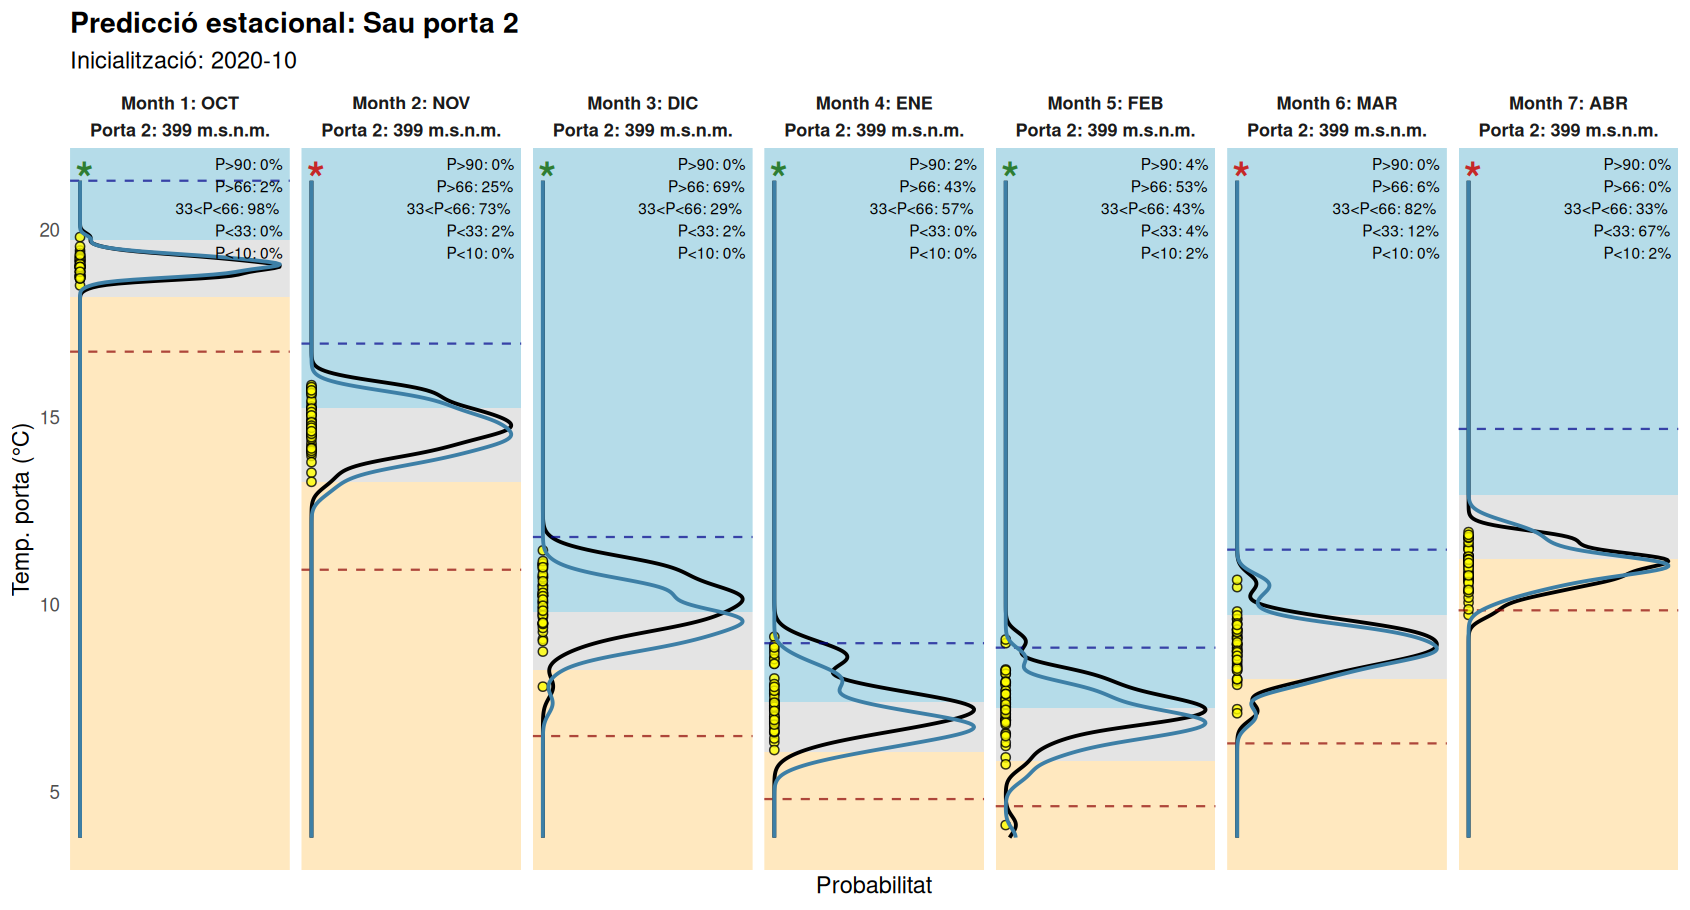 Predicció estacional: Sau porta 2
Inicialització: 2020-10
Month 1: OCT
Porta 2: 399 m.s.n.m.
Month 2: NOV
Porta 2: 399 m.s.n.m.
Month 3: DIC
Porta 2: 399 m.s.n.m.
Month 4: ENE
Porta 2: 399 m.s.n.m.
Month 5: FEB
Porta 2: 399 m.s.n.m.
Month 6: MAR
Porta 2: 399 m.s.n.m.
Month 7: ABR
Porta 2: 399 m.s.n.m.
*
P>90: 0%
P>66: 2%
33<P<66: 98%
P<33: 0%
P<10: 0%
*
P>90: 0%
P>66: 25%
33<P<66: 73%
P<33: 2%
P<10: 0%
*
P>90: 0%
P>66: 69%
33<P<66: 29%
P<33: 2%
P<10: 0%
*
P>90: 2%
P>66: 43%
33<P<66: 57%
P<33: 0%
P<10: 0%
*
P>90: 4%
P>66: 53%
33<P<66: 43%
P<33: 4%
P<10: 2%
*
P>90: 0%
P>66: 6%
33<P<66: 82%
P<33: 12%
P<10: 0%
*
P>90: 0%
P>66: 0%
33<P<66: 33%
P<33: 67%
P<10: 2%
20
15
10
5
Temp. porta (°C)
Probabilitat